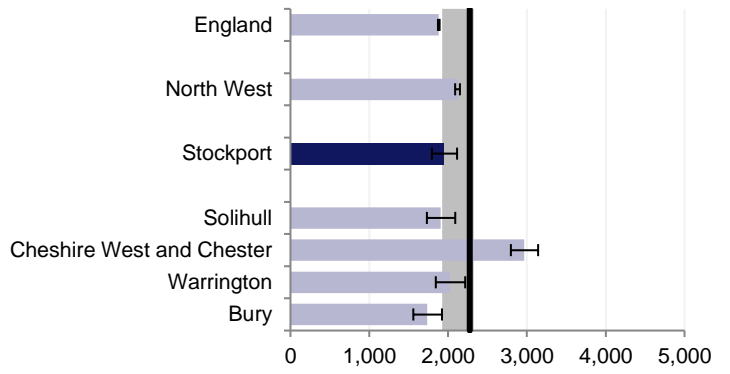 England
North West
Stockport
Solihull
Cheshire West and Chester
Warrington
Bury
0 1,000 2,000 3,000 4,000 5,000